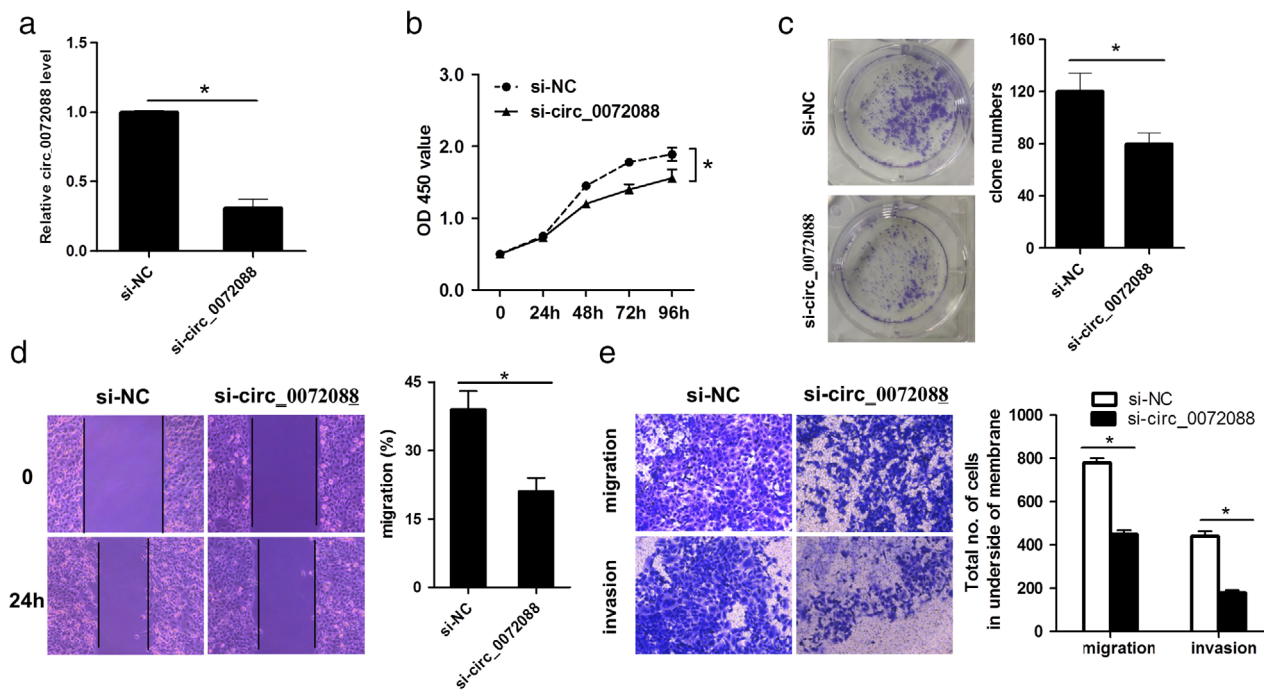 a
Relative circ_0072088 level
1.5
1.0
0.5
0.0
*
si-NC
si-circ_0072088
b
OD 450 value
3.0
2.0
1.0
0.0
si-NC
si-circ_0072088
*
0 24h 48h 72h 96h
c
Si-NC
si-circ_0072088
clone numbers
160
120
80
40
0
*
si-NC
si-circ_0072088
d
si-NC si-circ_0072088
0
24h
migration (%)
45
30
15
0
*
si-NC
si-circ_0072088
e
si-NC si-circ_0072088
migration
invasion
Total no. of cells
in underside of membrane
si-NC
si-circ_0072088
1000
800
600
400
200
0
*
*
migration invasion